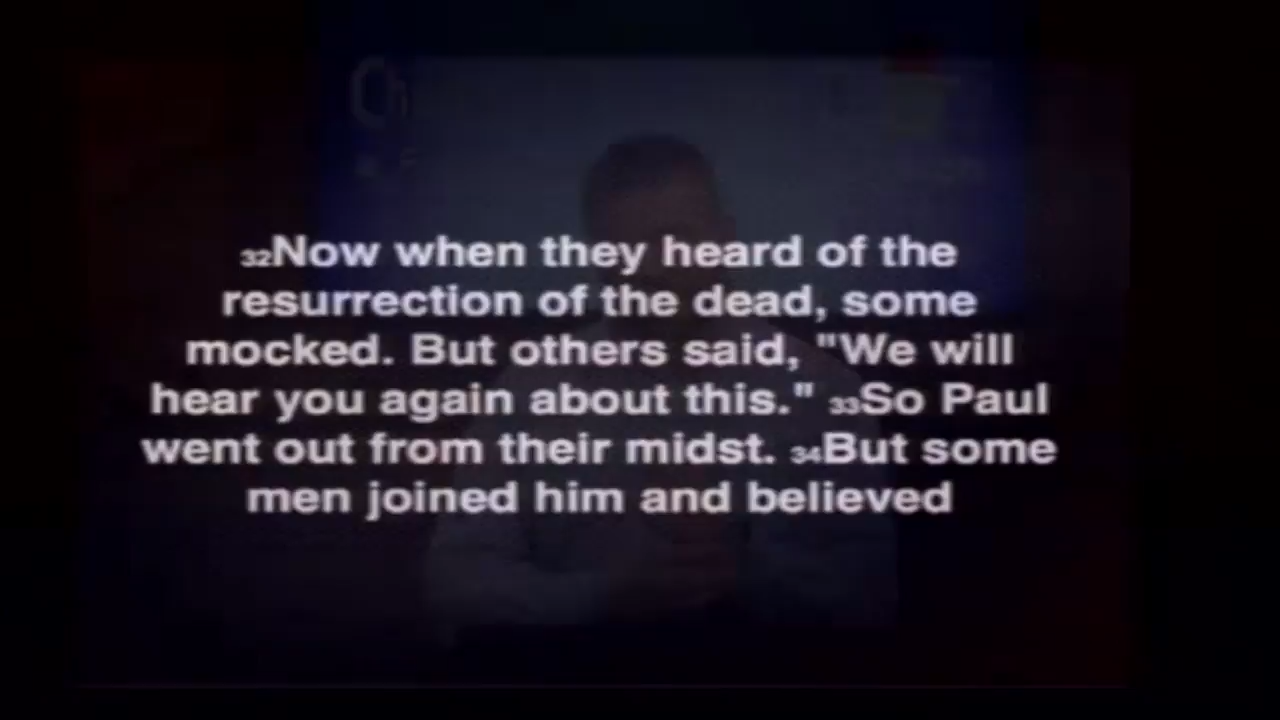 32Now when they heard of the
resurrection of the dead, some
mocked. But others said, "We will
hear you again about this." 33So Paul
went out from their midst. 34But some
men joined him and believed